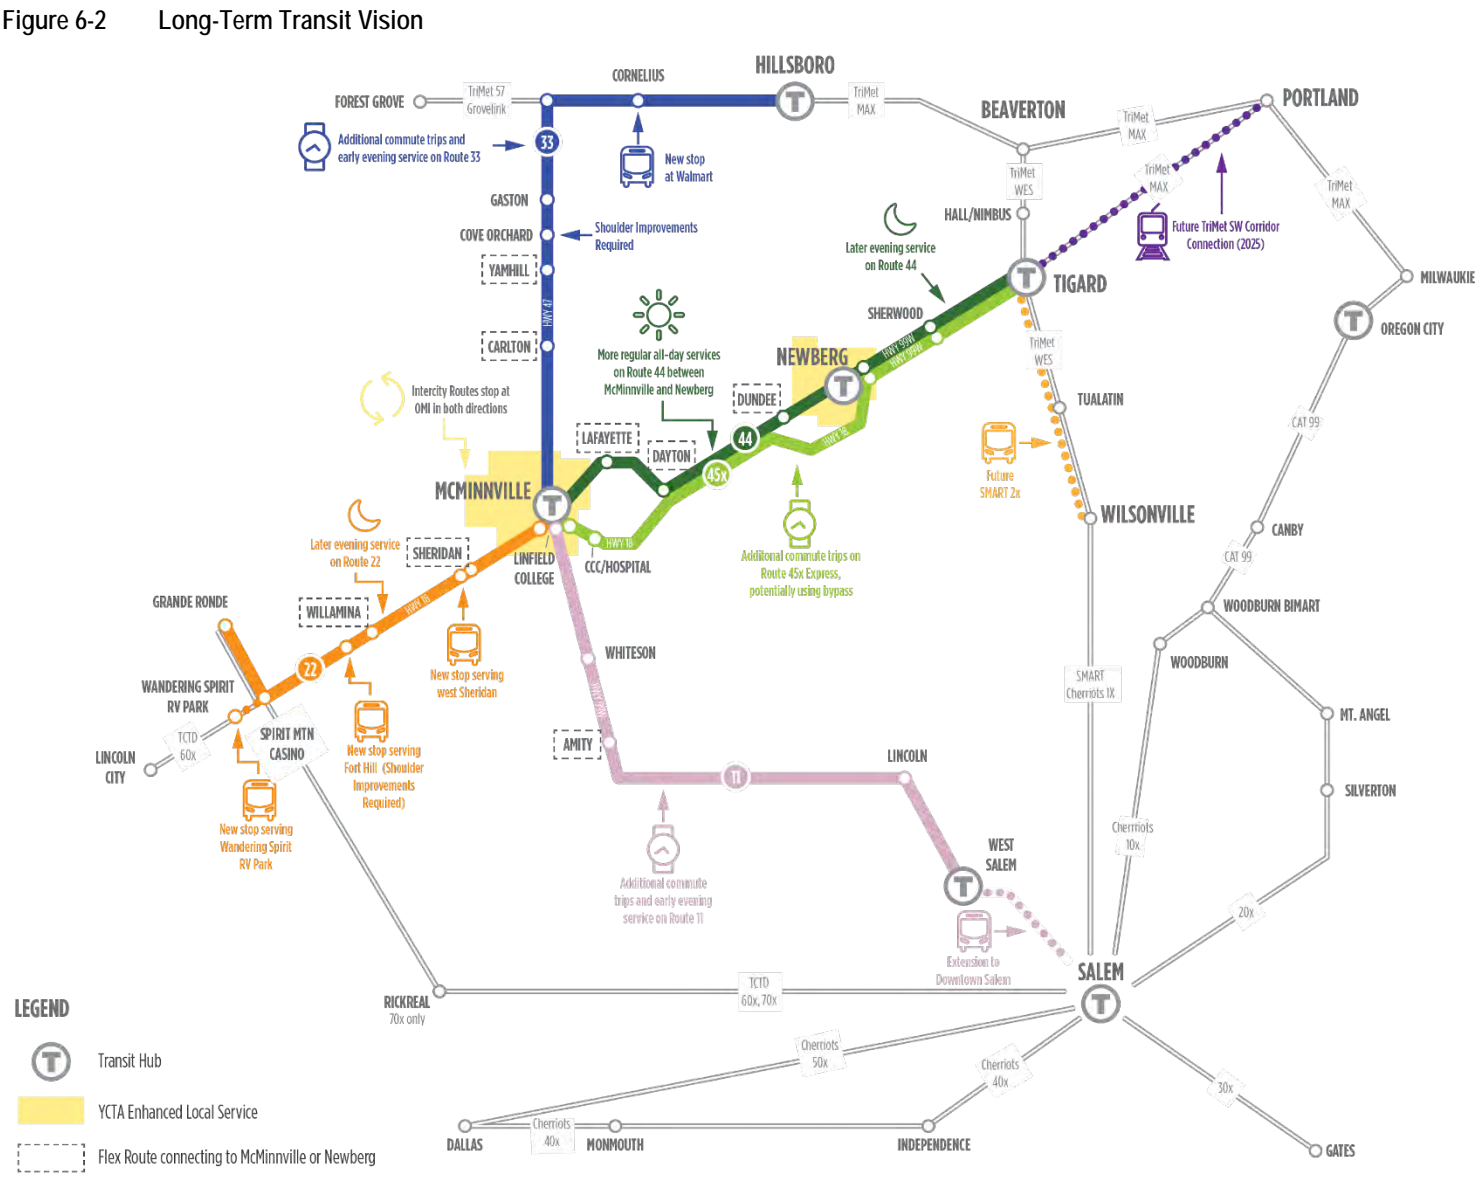 Figure 6-2 Long-Term Transit Vision
HILLSBORO
CORNELIUS
FOREST GROVE
TriMet 57
Grovelink
TriMet
MAX
BEAVERTON
PORTLAND
TriMet
MAX
Additional commute trips and
early evening service on Route 33
33
New stop
at Walmart
TriMet
WES
TriMet
MAX
TriMet
MAX
GASTON
HALL/NIMBUS
COVE ORCHARD
Shoulder Improvements
Required
Later evening service
on Route 44
Future TriMet SW Corridor
Connection (2025)
YAMHILL
TIGARD
MILWAUKIE
HWY 47
SHERWOOD
OREGON CITY
CARLTON
More regular all-day services
on Route 44 between
McMinnville and Newberg
NEWBERG
HWY 99W
HWY 99W
TriMet
WES
Intercity Routes stop at
OMI in both directions
DUNDEE
TUALATIN
CAT 99
LAFAYETTE
DAYTON
44
45x
HWY 18
Future
SMART 2x
MCMINNVILLE
WILSONVILLE
CANBY
Later evening service
on Route 22
SHERIDAN
LINFIELD
COLLEGE
CCC/HOSPITAL
HWY 18
Additonal commute trips on
Route 45x Express,
potentially using bypass
CAT 99
GRANDE RONDE
WILLAMINA
HWY 18
WOODBURN BIMART
WHITESON
WOODBURN
22
New stop serving
west Sheridan
WANDERING SPIRIT
RV PARK
SMART
Cherriots 1X
MT. ANGEL
TCTD
60x
SPIRIT MTN
CASINO
LINCOLN
CITY
New stop serving
Fort Hill (Shoulder
Improvements
Required)
AMITY
LINCOLN
11
SILVERTON
New stop serving
Wandering Spirit
RV Park
Cherriots
10x
WEST
SALEM
Additional commute
trips and early evening
service on Route 11
20x
Extension to
Downtown Salem
SALEM
TCTD
60x, 70x
RICKREAL
70x only
LEGEND
Transit Hub
YCTA Enhanced Local Service
Flex Route connecting to McMinnville or Newberg
Cherriots
50x
Cherriots
40x
30x
DALLAS
Cherriots
40x
MONMOUTH
INDEPENDENCE
GATES